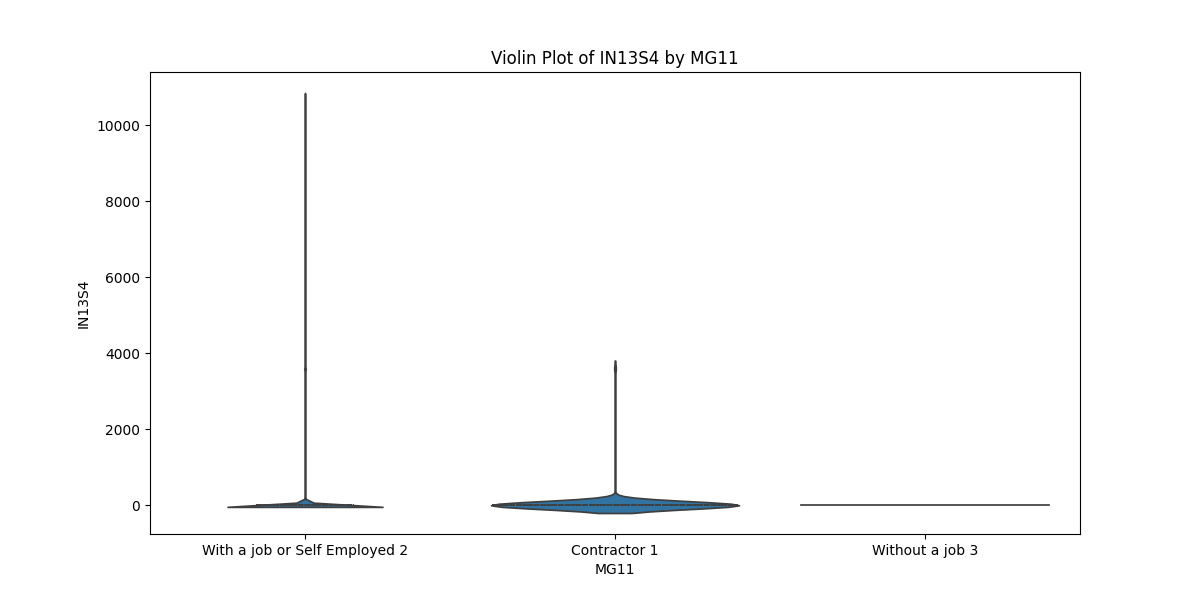 Violin Plot of IN13S4 by MG11
10000
8000
6000
4000
2000
0
IN13S4
With a job or Self Employed 2
Contractor 1
Without a job 3
MG11